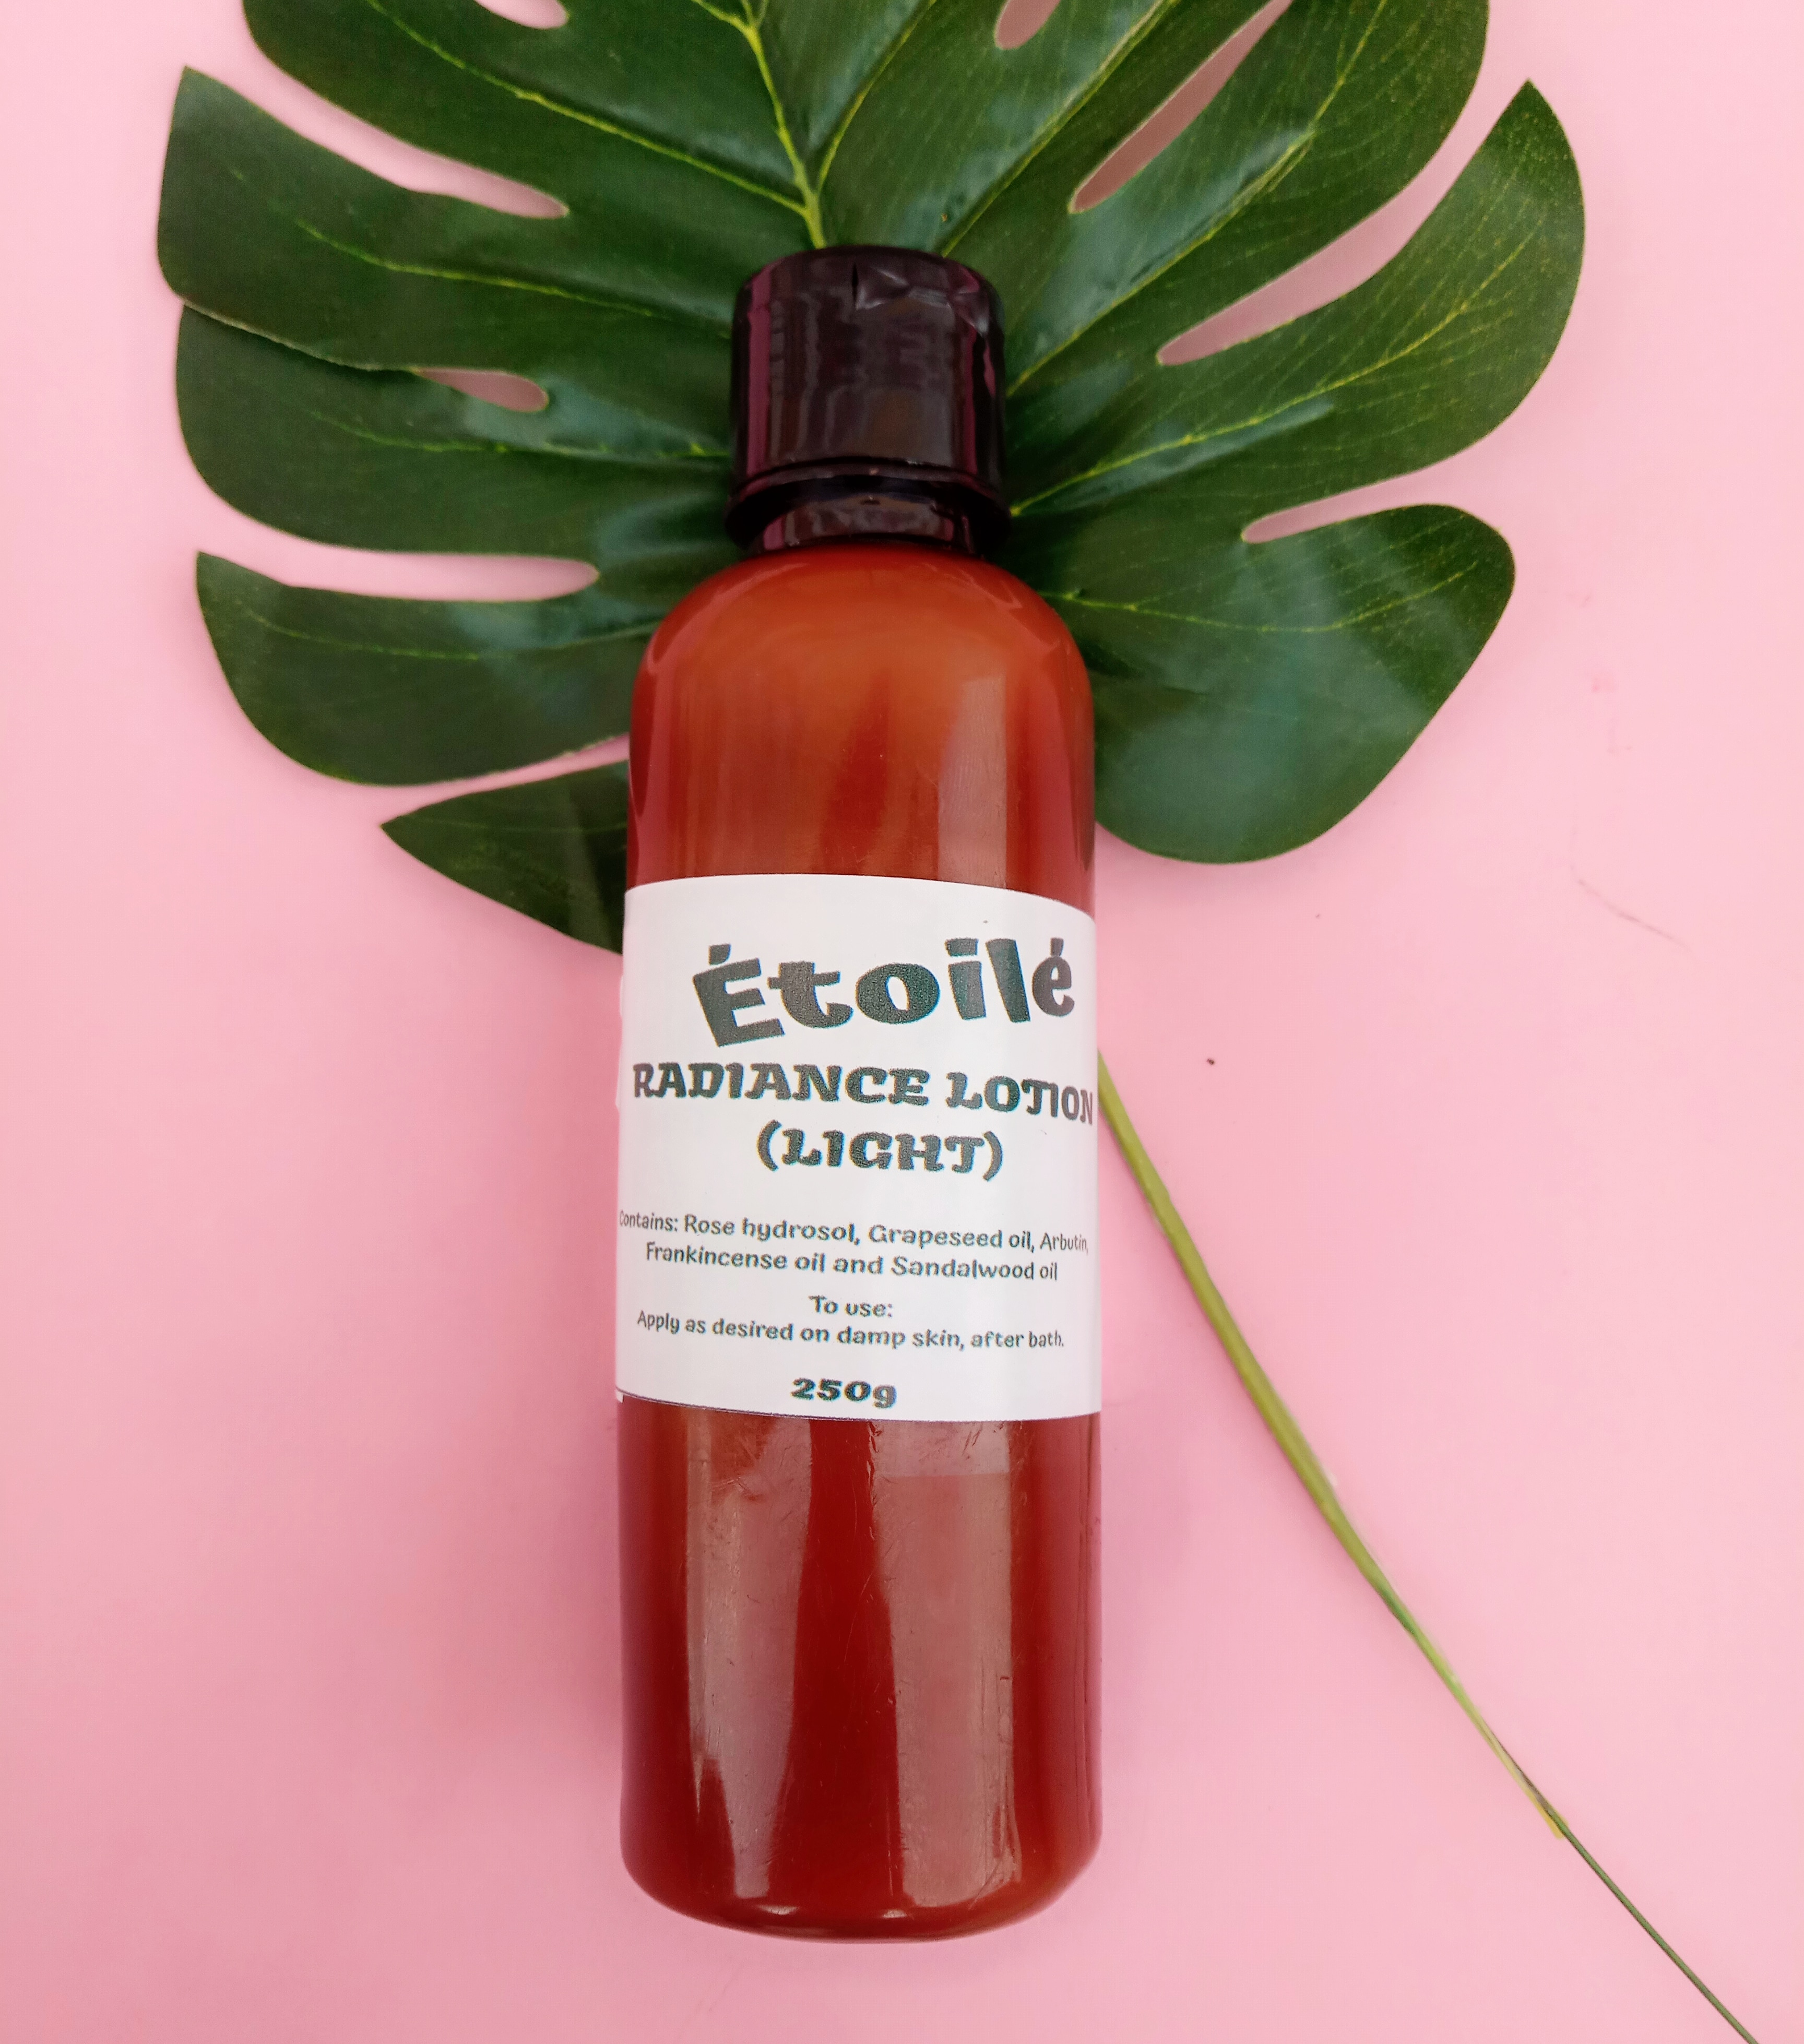 Étoilé
RADIANCE LOTION
(LIGHT)
Contains: Rose hydrosol, Grapeseed oil, Arbutin,
Frankincense oil and Sandalwood oil
To use:
Apply as desired on damp skin, after bath.
250g